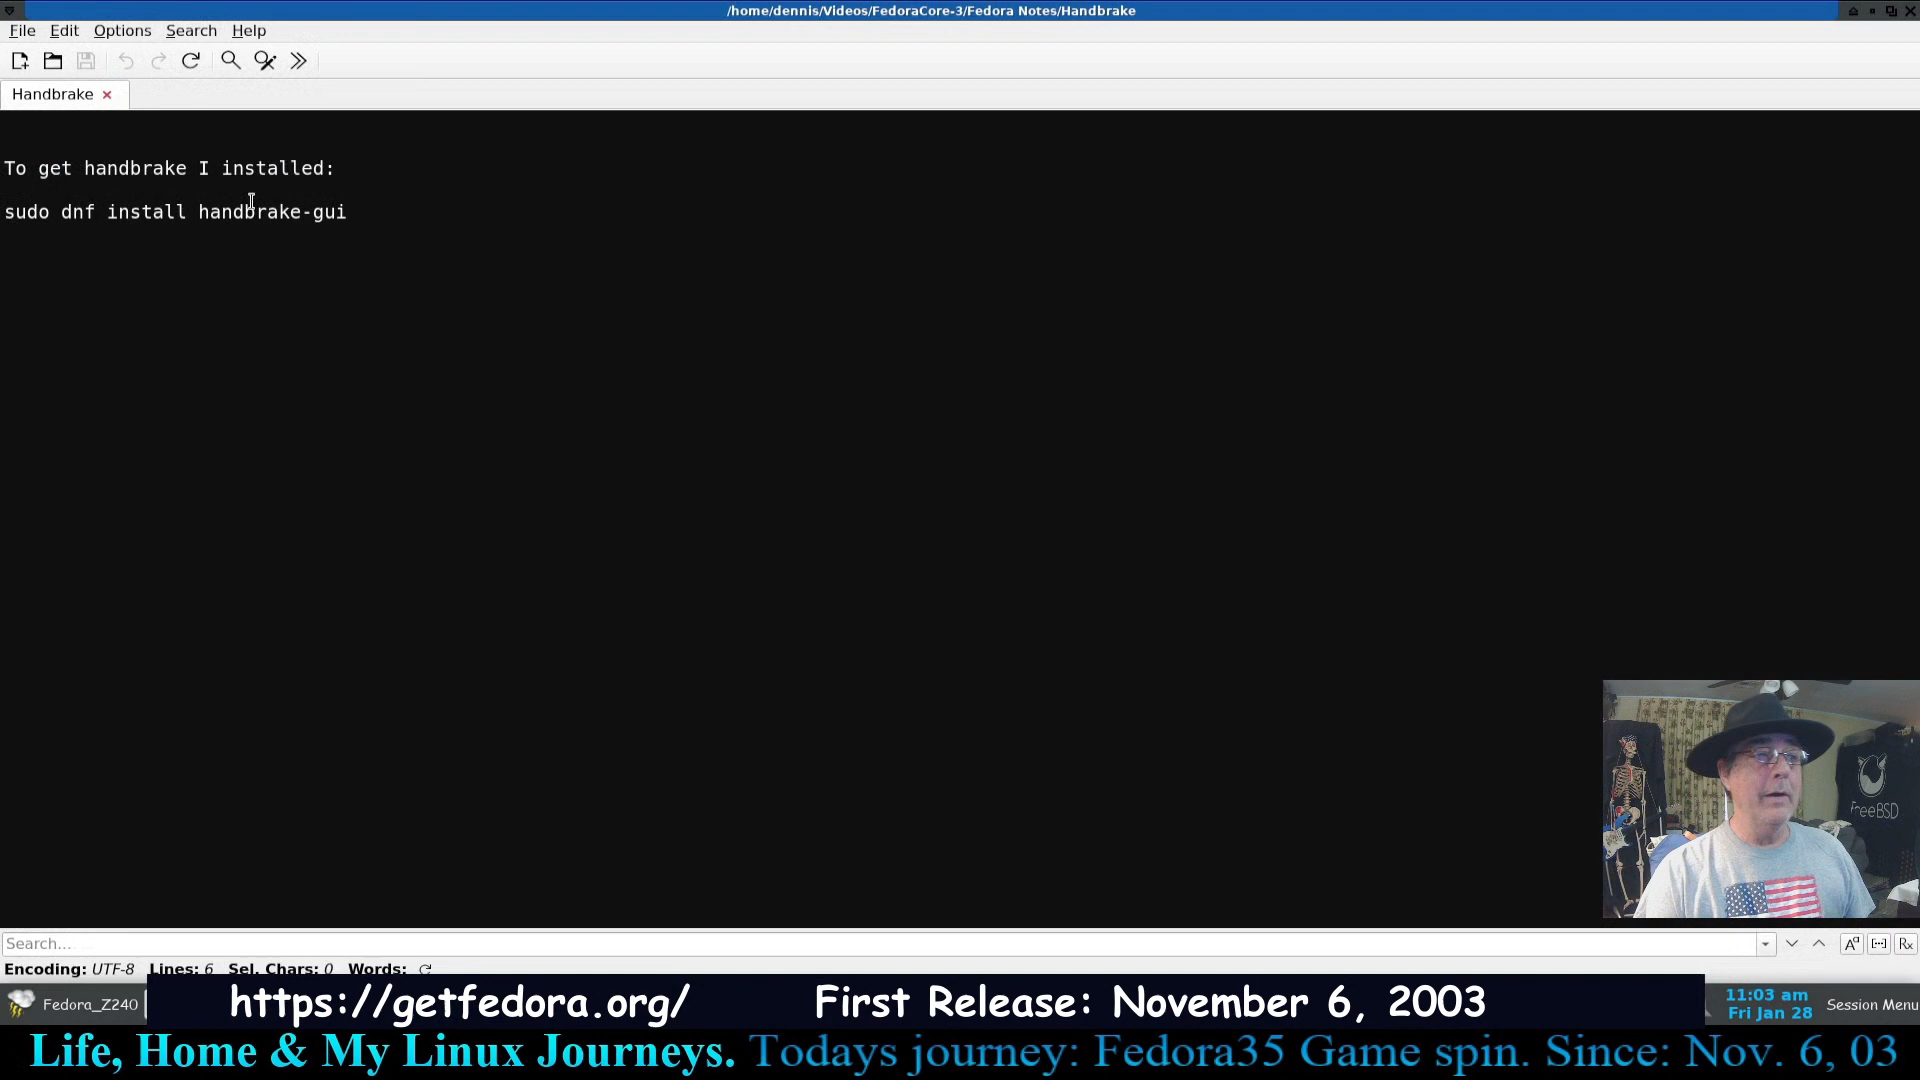 /home/dennis/Videos/FedoraCore-3/Fedora Notes/Handbrake
File Edit Options Search Help
Handbrake
To get handbrake I installed:
sudo dnf install handbrake-gui
FreeBSD
Search...
Encoding: UTF-8 Lines: 6 Sel. Chars: 0 Words:
Fedora_Z240
https://getfedora.org/ First Release: November 6, 2003
11:03 am
Fri Jan 28
Session Menu
Life, Home & My Linux Journeys. Todays journey: Fedora35 Game spin. Since: Nov. 6, 03